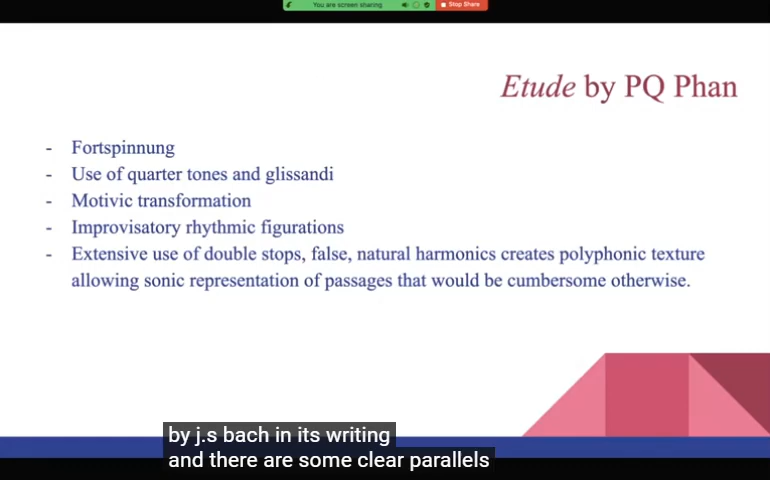 You are screen sharing
Stop Share
Etude by PQ Phan
- Fortspinnung
- Use of quarter tones and glissandi
- Motivic transformation
- Improvisatory rhythmic figurations
- Extensive use of double stops, false, natural harmonics creates polyphonic texture
allowing sonic representation of passages that would be cumbersome otherwise.
by j.s bach in its writing
and there are some clear parallels